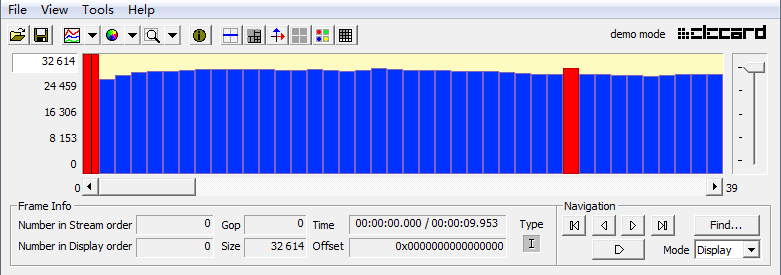 File View Tools Help
demo mode elecard
32 614
24 459
16 306
8 153
0
0 39
Frame Info
Navigation
Number in Stream order 0 Gop 0 Time 00:00:00.000 / 00:00:09.953 Type
Find...
Number in Display order 0 Size 32 614 Offset 0x0000000000000000 I
Mode Display